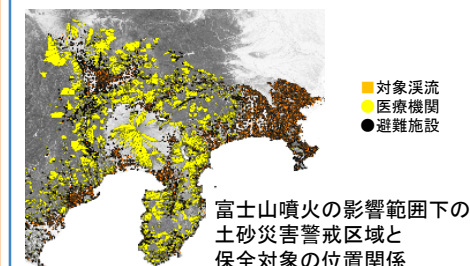 ■対象渓流
●医療機関
●避難施設
富士山噴火の影響範囲下の
土砂災害警戒区域と
保全対象の位置関係